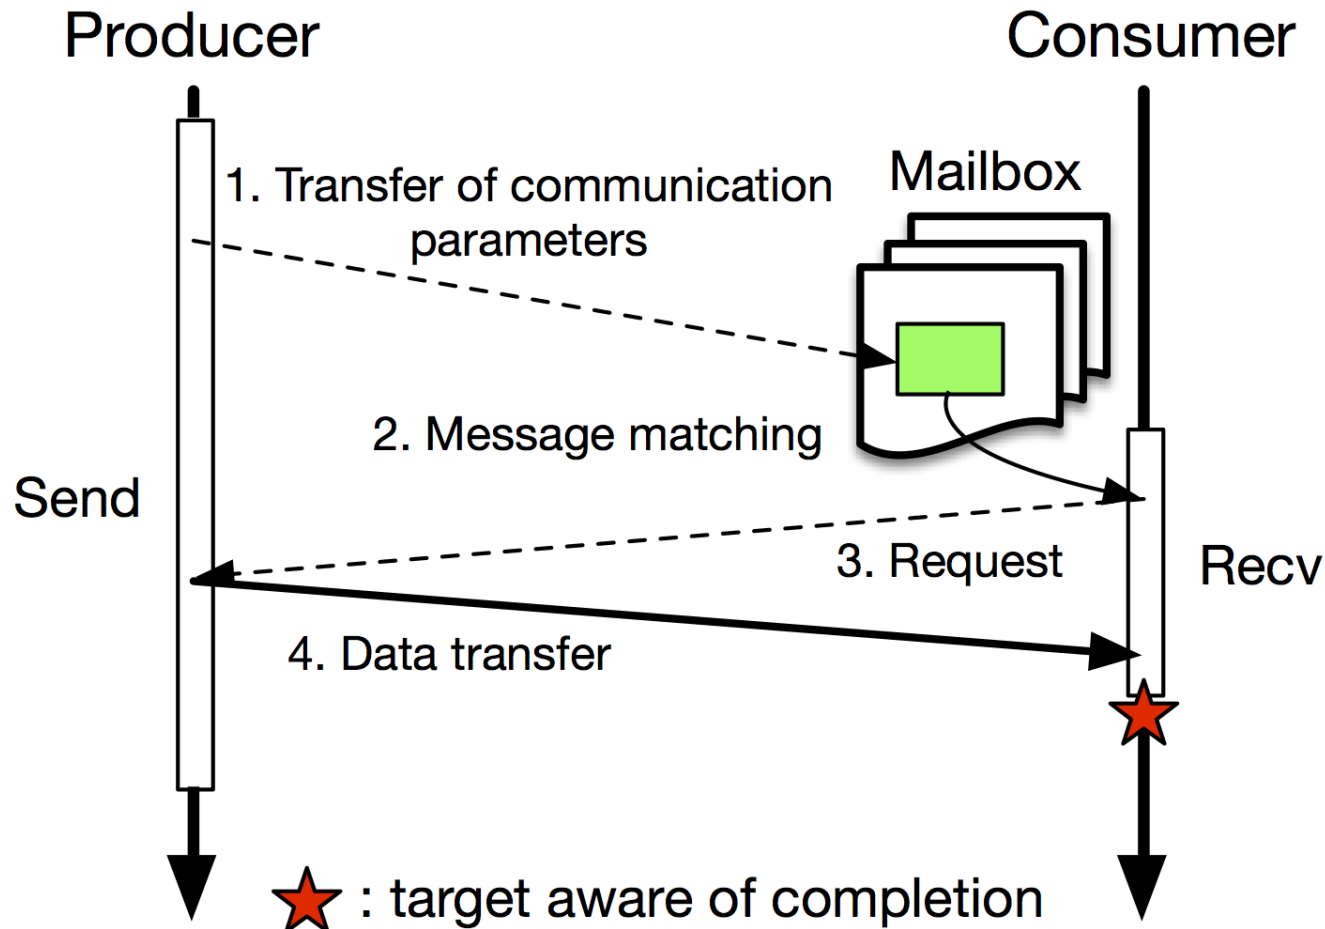 Producer
Consumer
1. Transfer of communication
parameters
Mailbox
2. Message matching
Send
3. Request
Recv
4. Data transfer
: target aware of completion